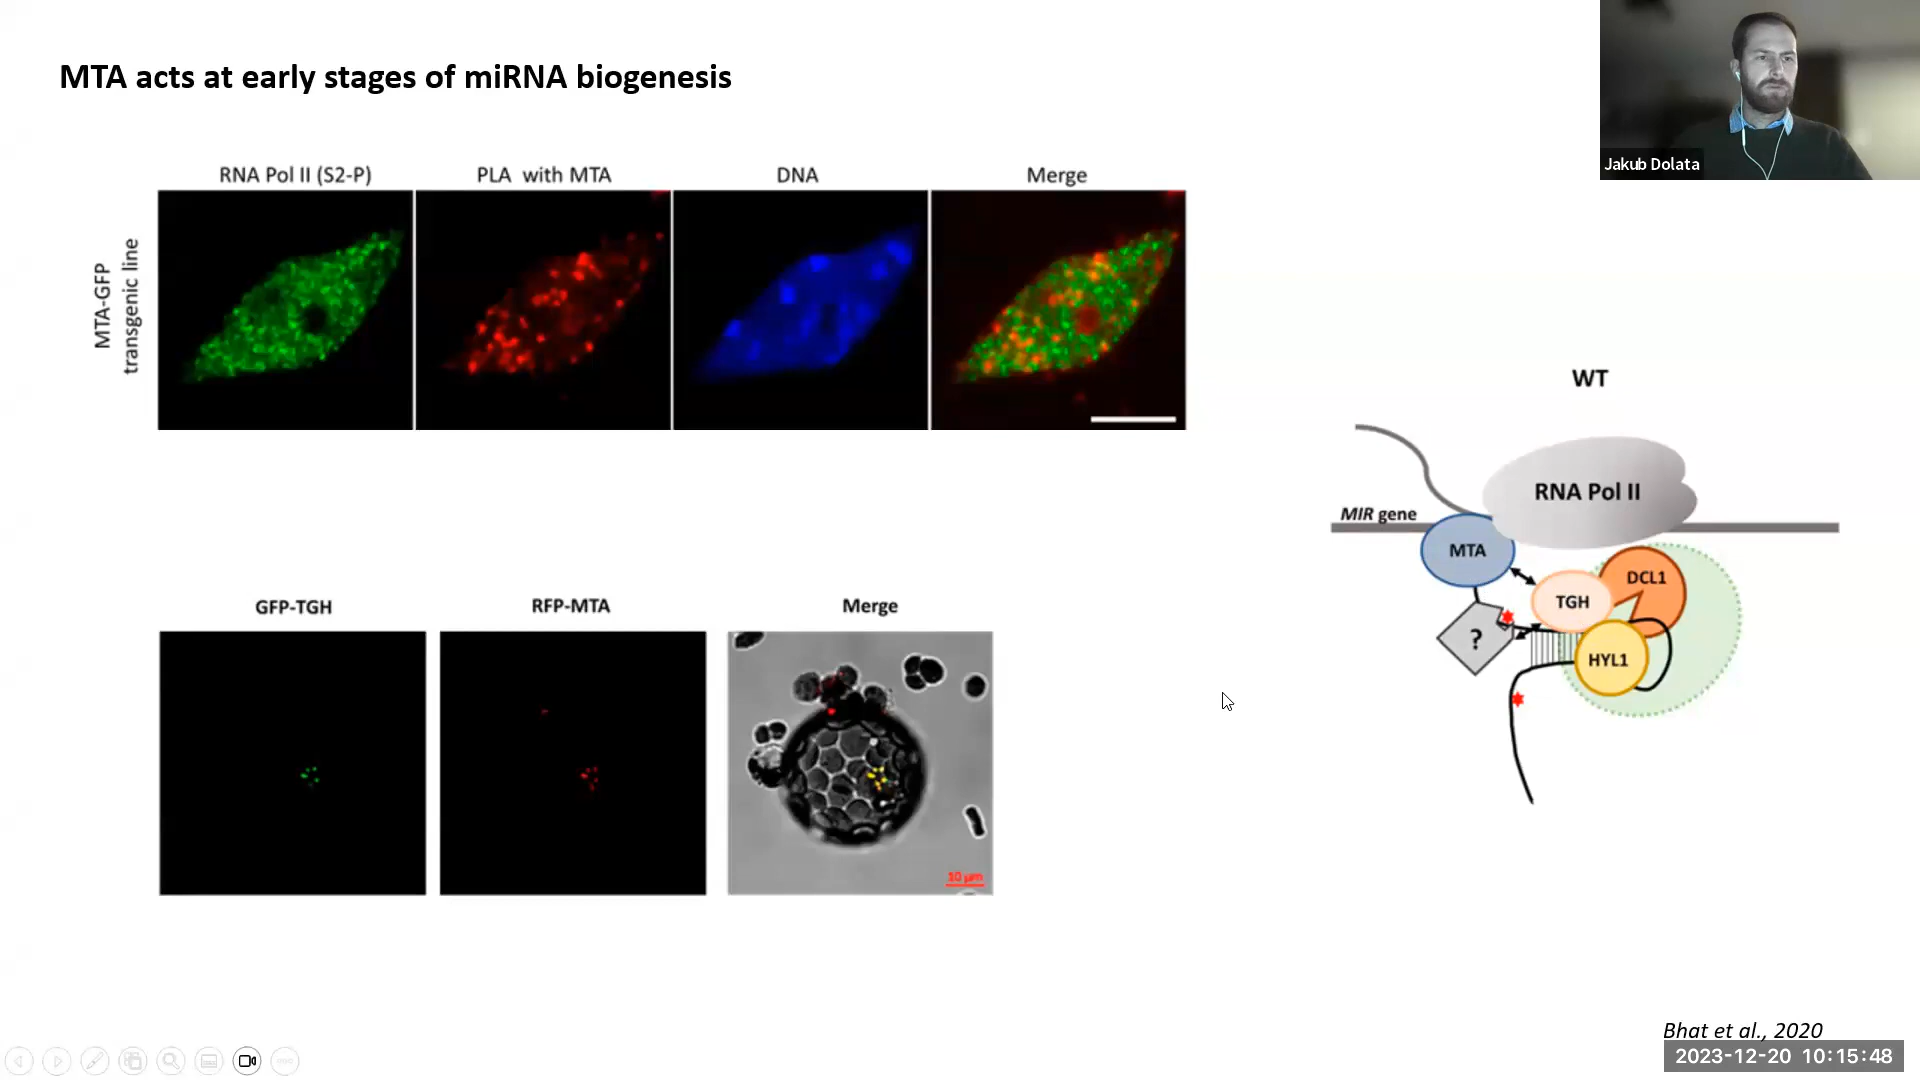 MTA acts at early stages of miRNA biogenesis
Jakub Dolata
RNA Pol II (S2-P)
PLA with MTA
DNA
Merge
MTA-GFP
transgenic line
WT
RNA Pol II
MIR gene
MTA
DCL1
TGH
?
HYL1
GFP-TGH
RFP-MTA
Merge
10 µm
Bhat et al., 2020
2023-12-20 10:15:48